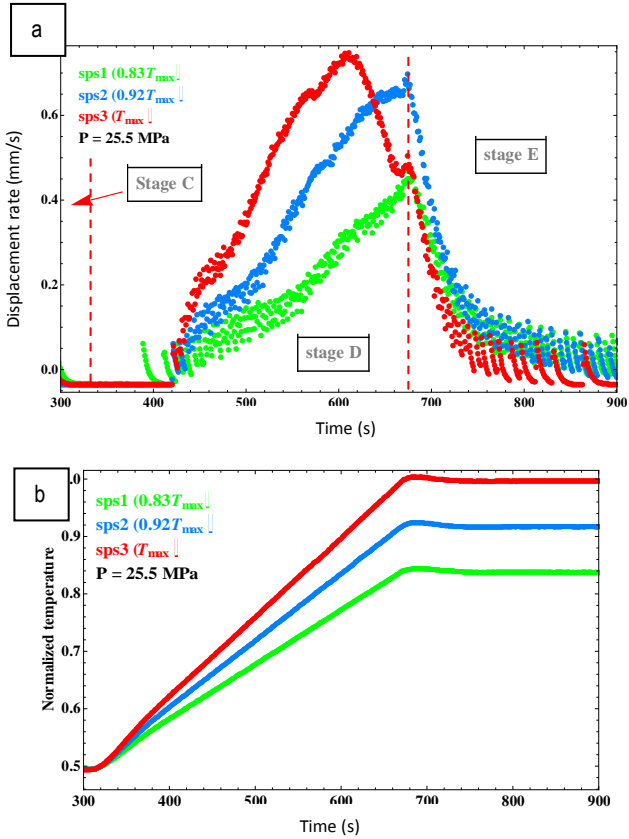 a
sps1 (0.83Tmax
sps2 (0.92Tmax
sps3 (Tmax
P = 25.5 MPa
Stage C
stage E
stage D
Displacement rate (mm/s)
0.6
0.4
0.2
0.0
300 400 500 600 700 800 900
Time (s)
b
sps1 (0.83Tmax
sps2 (0.92Tmax
sps3 (Tmax
P = 25.5 MPa
Normalized temperature
.0
0.9
0.8
0.7
0.6
0.5
300 400 500 600 700 800 900
Time (s)